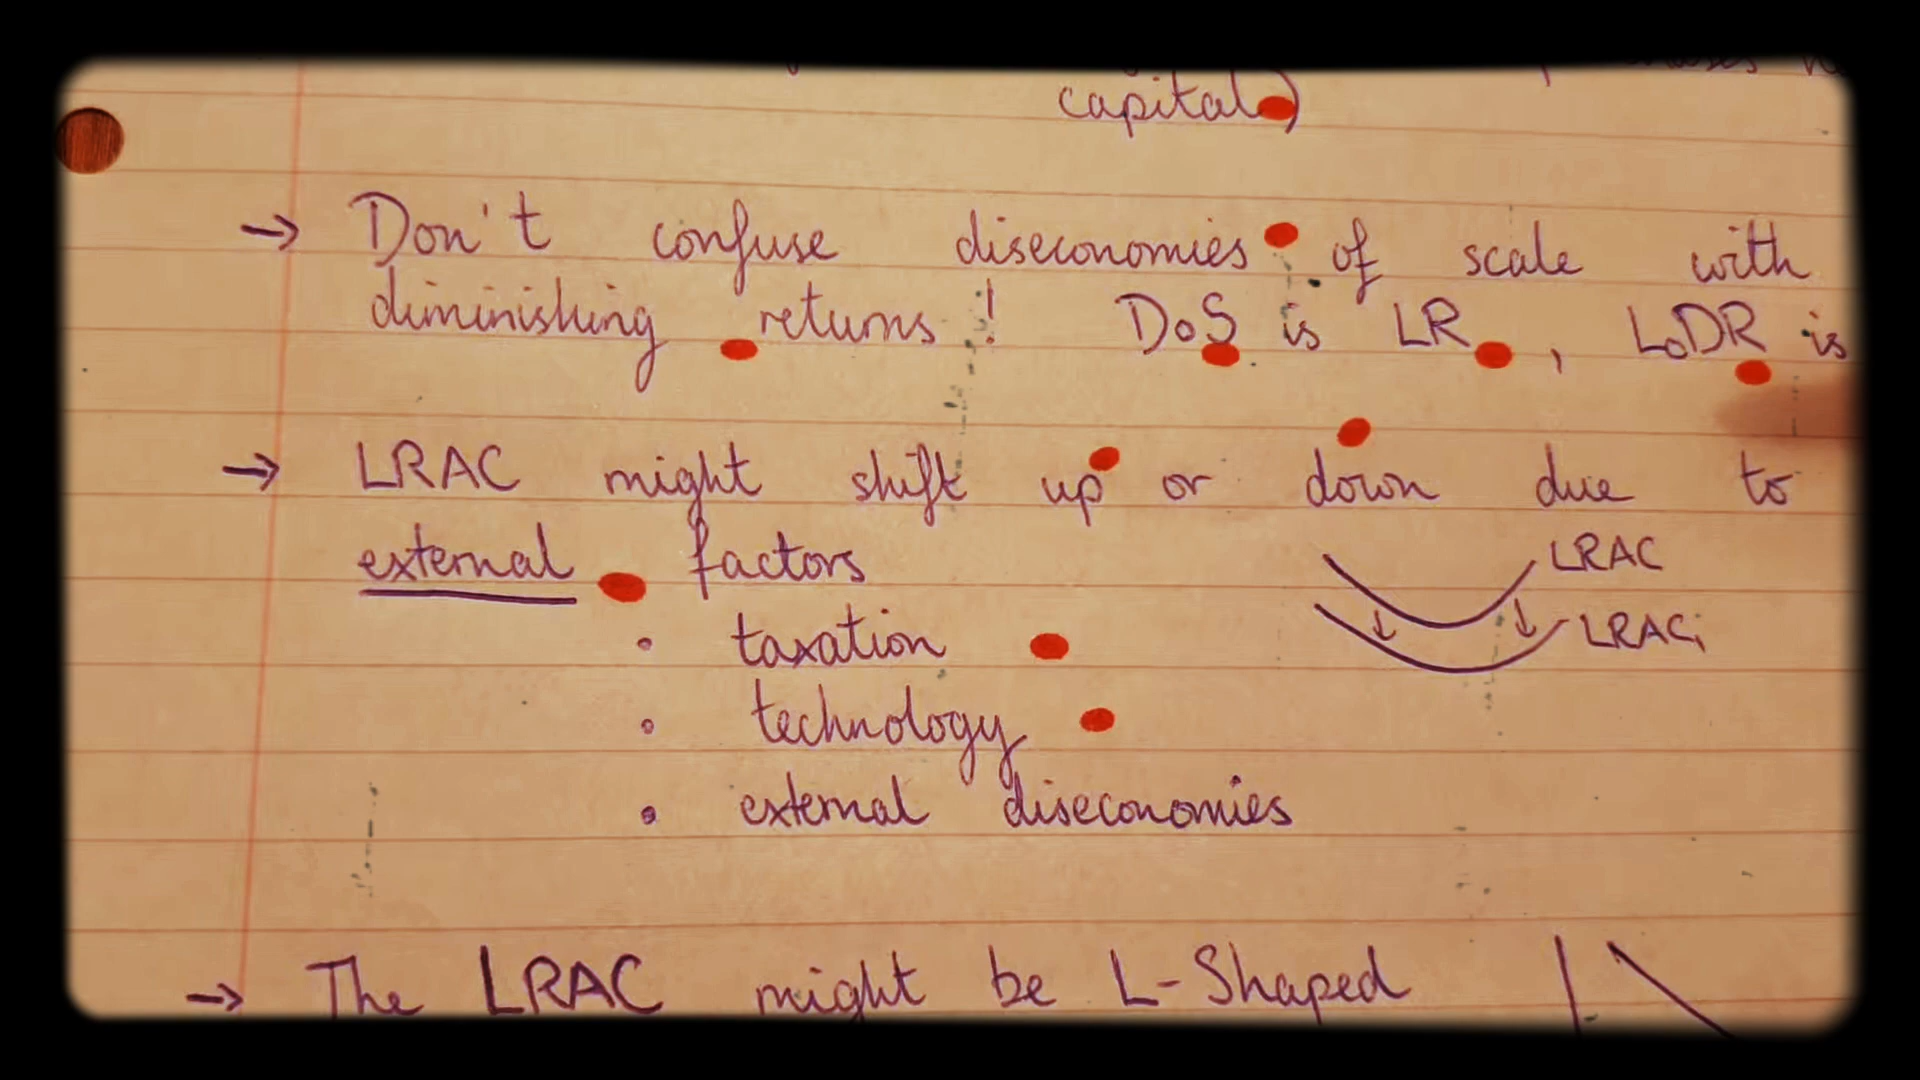 capital)
→ Don't confuse diseconomies of scale with
diminishing returns! DoS is LR, LoDR is
→ LRAC might shift up or down due to
external factors
LRAC
• taxation
LRAC₁
• technology
• external diseconomies
→ The LRAC might be L-Shaped